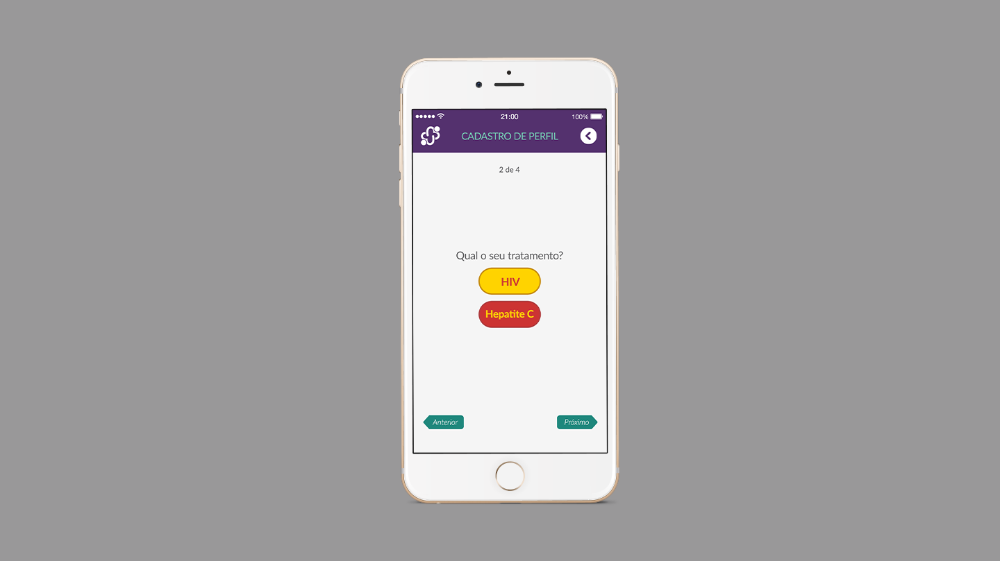 21:00
100%
CADASTRO DE PERFIL
2 de 4
Qual o seu tratamento?
HIV
Hepatite C
Anterior
Próximo